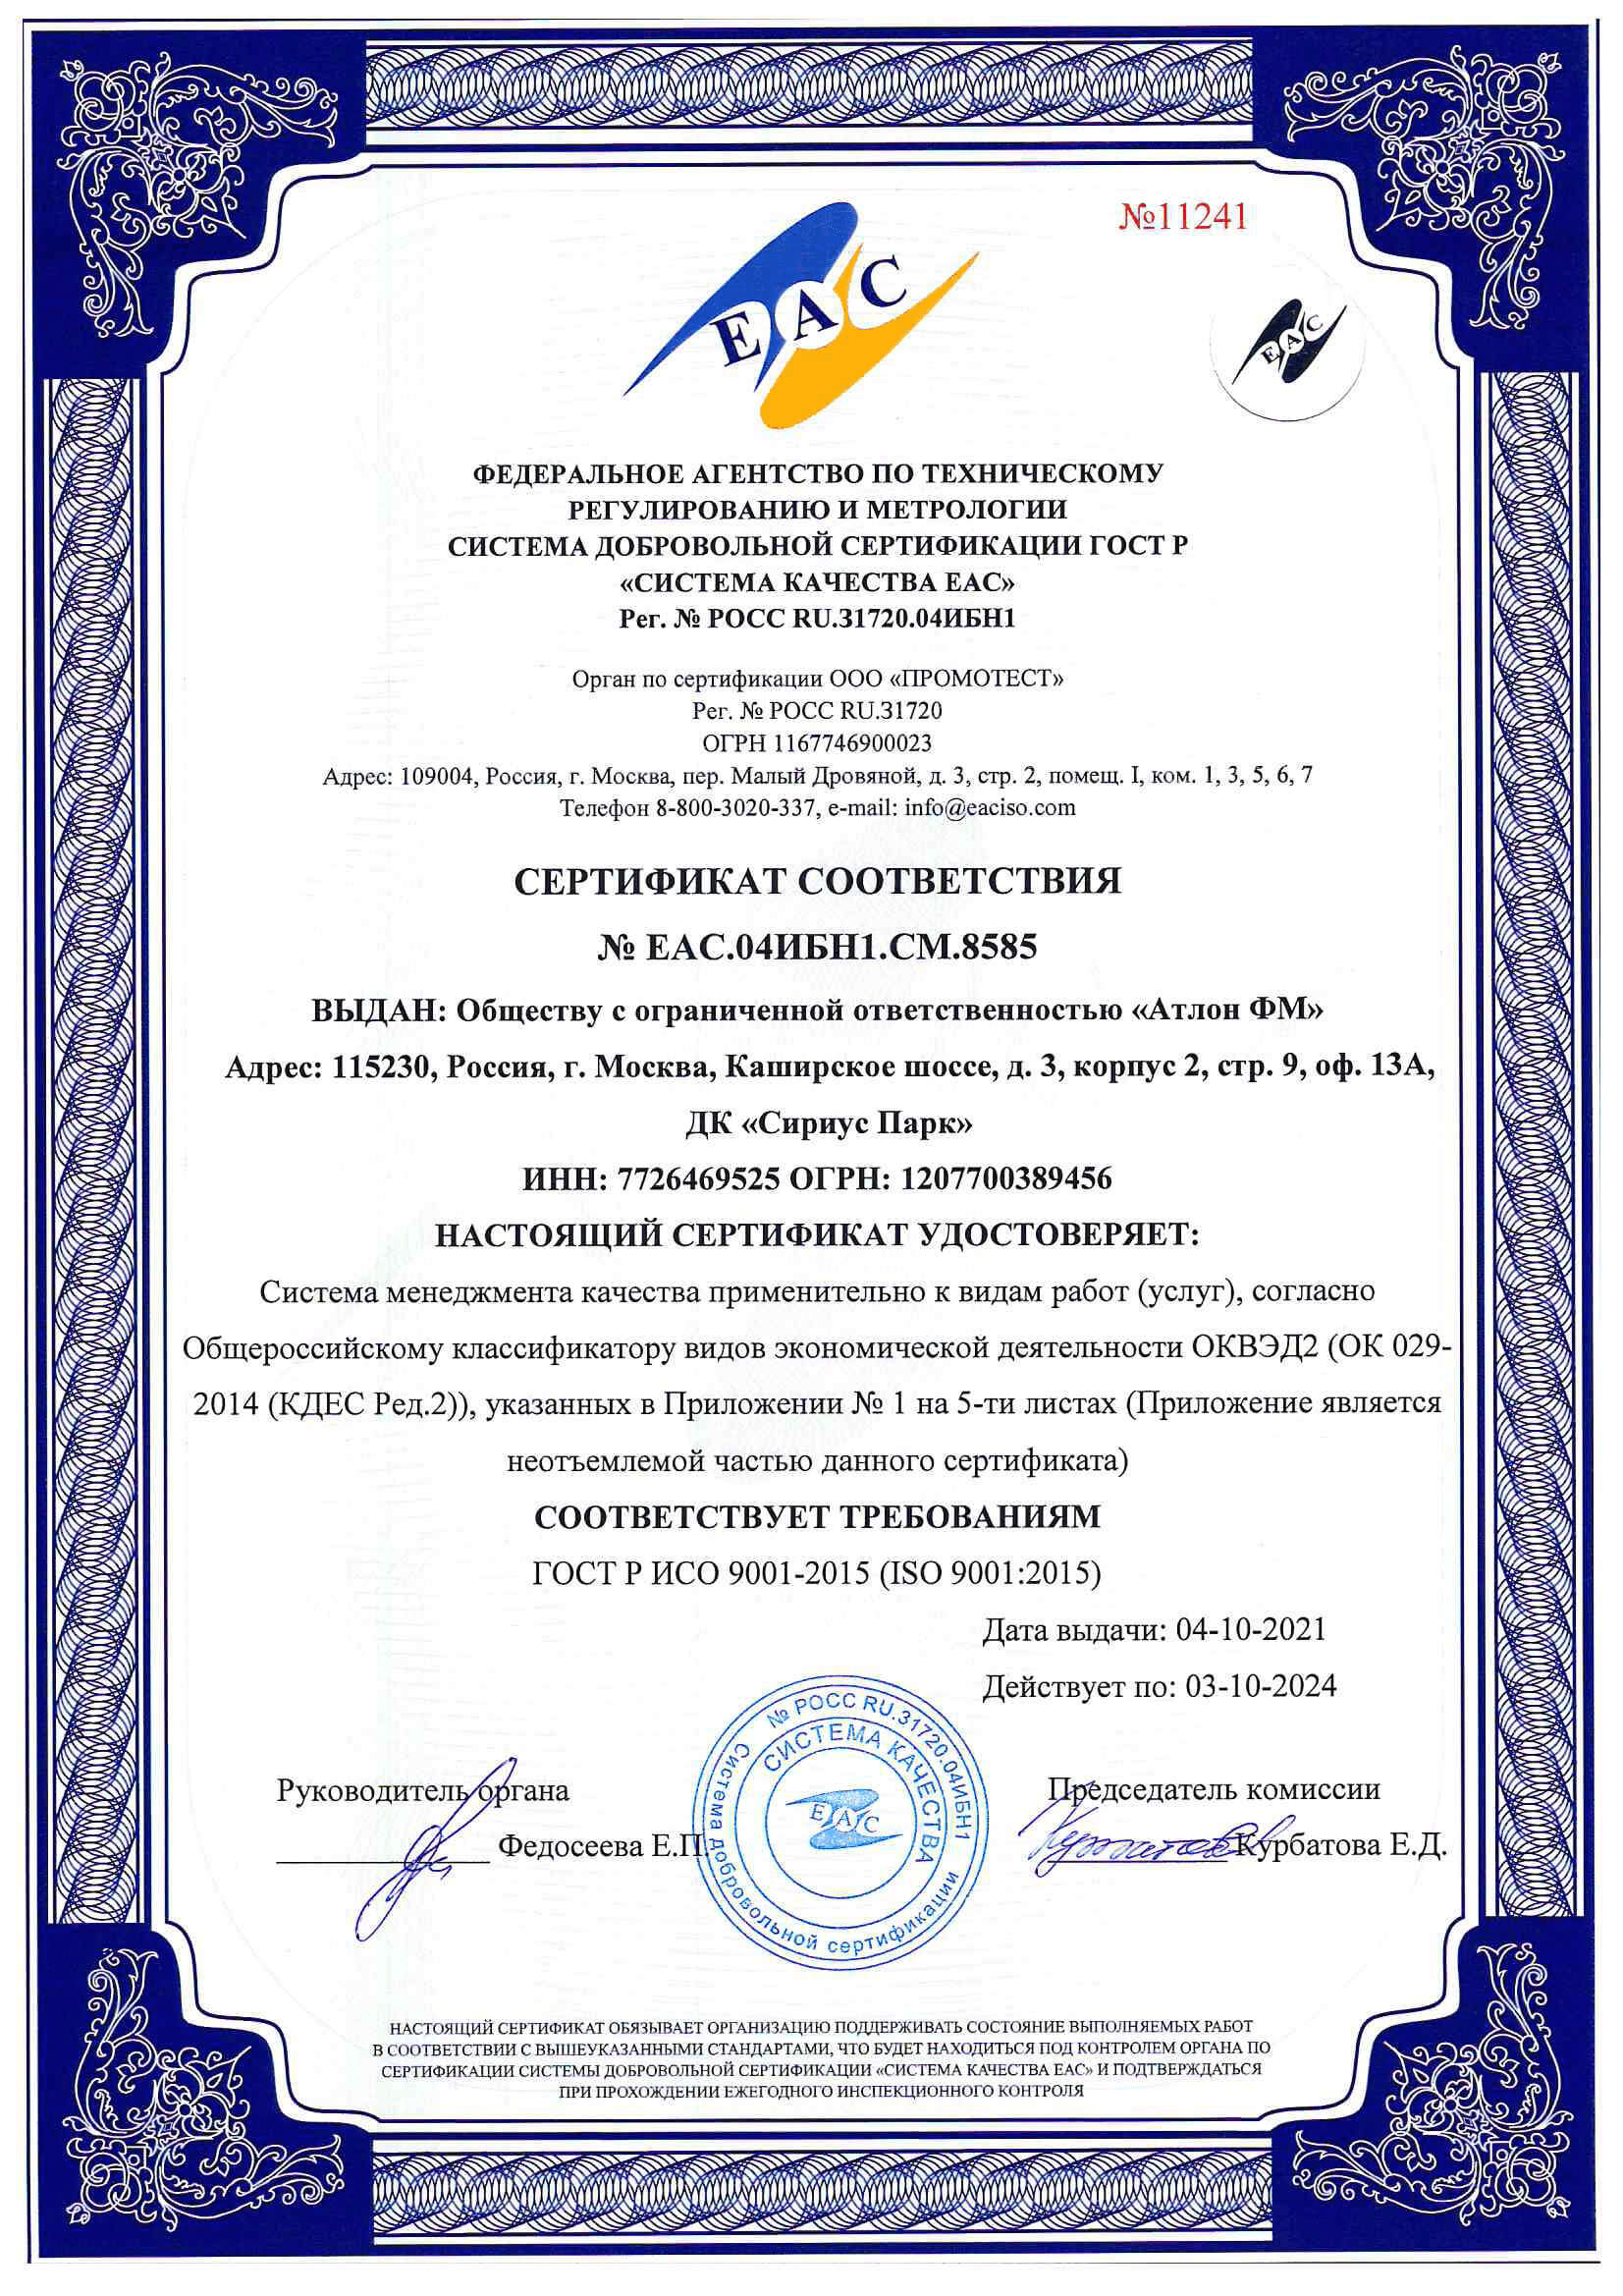 №11241
ЕАС
ЕАС
ФЕДЕРАЛЬНОЕ АГЕНТСТВО ПО ТЕХНИЧЕСКОМУ
РЕГУЛИРОВАНИЮ И МЕТРОЛОГИИ
СИСТЕМА ДОБРОВОЛЬНОЙ СЕРТИФИКАЦИИ ГОСТ Р
«СИСТЕМА КАЧЕСТВА ЕАС»
Рег. № РОСС RU.31720.04ИБН1
Орган по сертификации ООО «ПРОМОТЕСТ»
Рег. № РОСС RU.31720
ОГРН 1167746900023
Адрес: 109004, Россия, г. Москва, пер. Малый Дровяной, д. 3, стр. 2, помещ. I, ком. 1, 3, 5, 6, 7
Телефон 8-800-3020-337, e-mail: info@eaciso.com
СЕРТИФИКАТ СООТВЕТСТВИЯ
№ ЕАС.04ИБН1.СМ.8585
ВЫДАН: Обществу с ограниченной ответственностью «Атлон ФМ»
Адрес: 115230, Россия, г. Москва, Каширское шоссе, д. 3, корпус 2, стр. 9, оф. 13А,
ДК «Сириус Парк»
ИНН: 7726469525 ОГРН: 1207700389456
НАСТОЯЩИЙ СЕРТИФИКАТ УДОСТОВЕРЯЕТ:
Система менеджмента качества применительно к видам работ (услуг), согласно
Общероссийскому классификатору видов экономической деятельности ОКВЭД2 (ОК 029-
2014 (КДЕС Ред.2)), указанных в Приложении № 1 на 5-ти листах (Приложение является
неотъемлемой частью данного сертификата)
СООТВЕТСТВУЕТ ТРЕБОВАНИЯМ
ГОСТ Р ИСО 9001-2015 (ISO 9001:2015)
Дата выдачи: 04-10-2021
Действует по: 03-10-2024
№ РОСС RU.31720.04ИБН1
Система добровольной сертификации
СИСТЕМА КАЧЕСТВА
ЕАС
Руководитель органа
Федосеева Е.П.
Председатель комиссии
Курбатова Е.Д.
НАСТОЯЩИЙ СЕРТИФИКАТ ОБЯЗЫВАЕТ ОРГАНИЗАЦИЮ ПОДДЕРЖИВАТЬ СОСТОЯНИЕ ВЫПОЛНЯЕМЫХ РАБОТ
В СООТВЕТСТВИИ С ВЫШЕУКАЗАННЫМИ СТАНДАРТАМИ, ЧТО БУДЕТ НАХОДИТЬСЯ ПОД КОНТРОЛЕМ ОРГАНА ПО
СЕРТИФИКАЦИИ СИСТЕМЫ ДОБРОВОЛЬНОЙ СЕРТИФИКАЦИИ «СИСТЕМА КАЧЕСТВА ЕАС» И ПОДТВЕРЖДАТЬСЯ
ПРИ ПРОХОЖДЕНИИ ЕЖЕГОДНОГО ИНСПЕКЦИОННОГО КОНТРОЛЯ